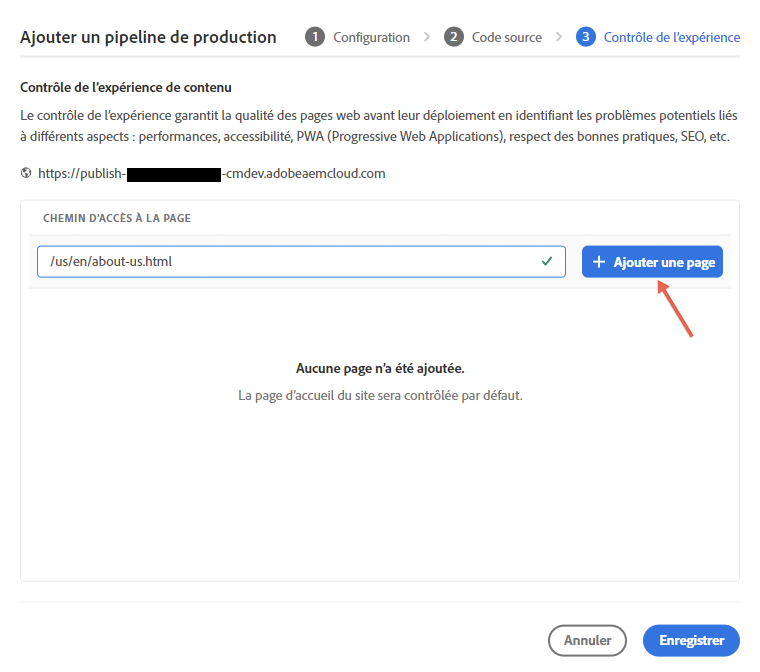 Ajouter un pipeline de production 1 Configuration > 2 Code source > 3 Contrôle de l’expérience
Contrôle de l’expérience de contenu
Le contrôle de l’expérience garantit la qualité des pages web avant leur déploiement en identifiant les problèmes potentiels liés
à différents aspects : performances, accessibilité, PWA (Progressive Web Applications), respect des bonnes pratiques, SEO, etc.
https://publish- -cmdev.adobeaemcloud.com
CHEMIN D’ACCÈS À LA PAGE
/us/en/about-us.html + Ajouter une page
Aucune page n’a été ajoutée.
La page d’accueil du site sera contrôlée par défaut.
Annuler Enregistrer